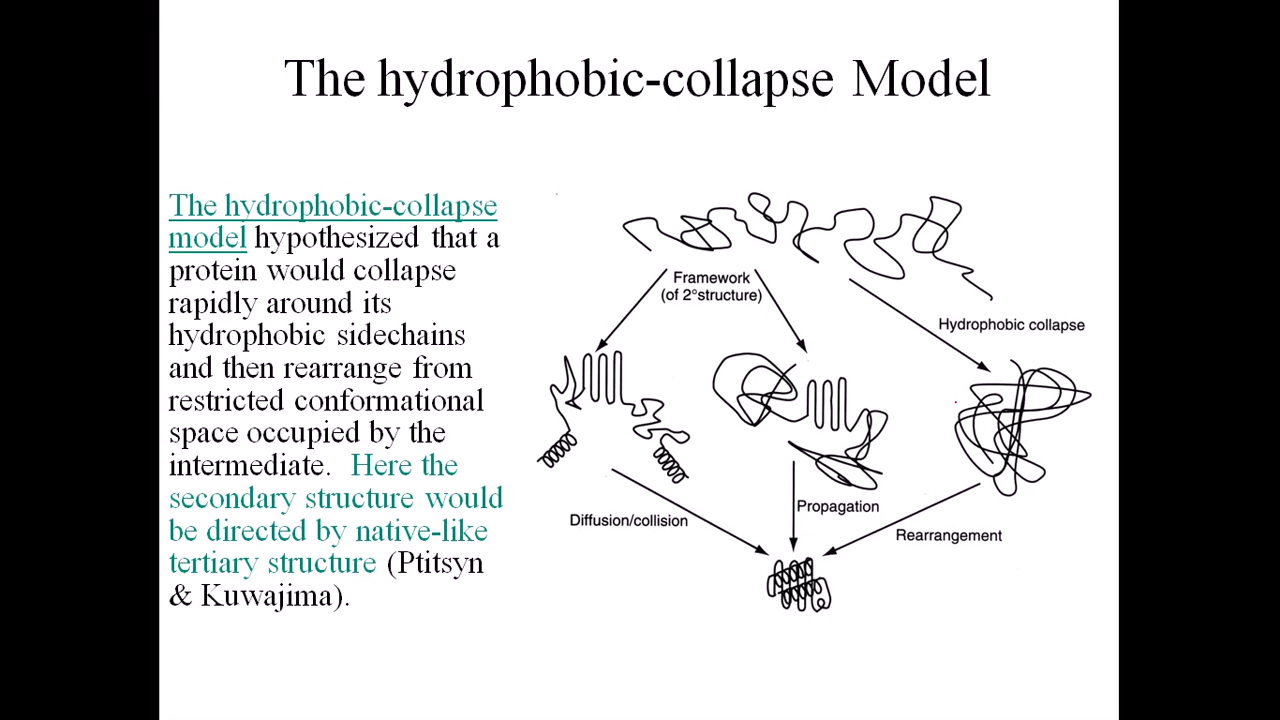 The hydrophobic-collapse Model
The hydrophobic-collapse
model hypothesized that a
protein would collapse
rapidly around its
hydrophobic sidechains
and then rearrange from
restricted conformational
space occupied by the
intermediate.  Here the
secondary structure would
be directed by native-like
tertiary structure (Ptitsyn
& Kuwajima).
Framework
(of 2°structure)
Hydrophobic collapse
Diffusion/collision
Propagation
Rearrangement